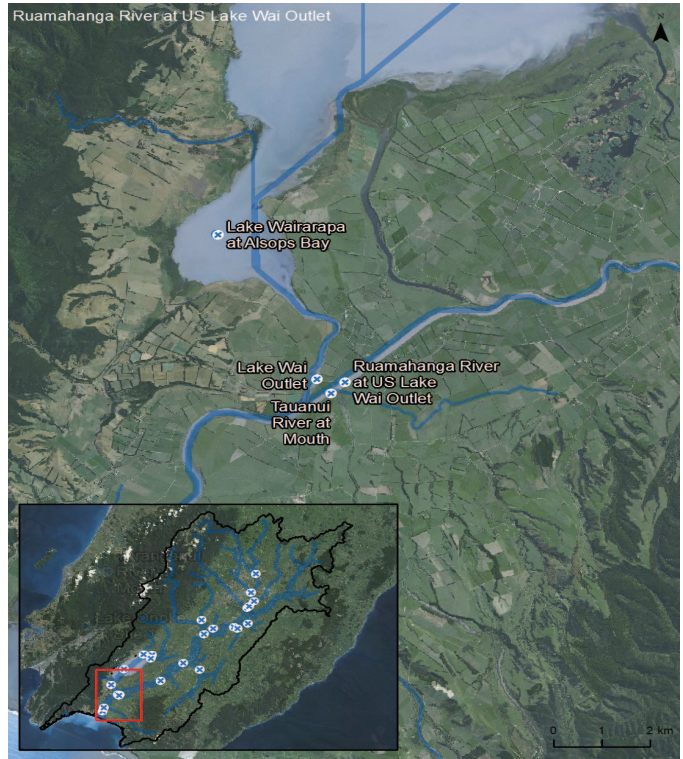 Ruamahanga River at US Lake Wai Outlet
N
Lake Wairarapa
at Alsops Bay
Lake Wai
Outlet
Ruamahanga River
at US Lake
Wai Outlet
Tauanui
River at
Mouth
0 1 2 km